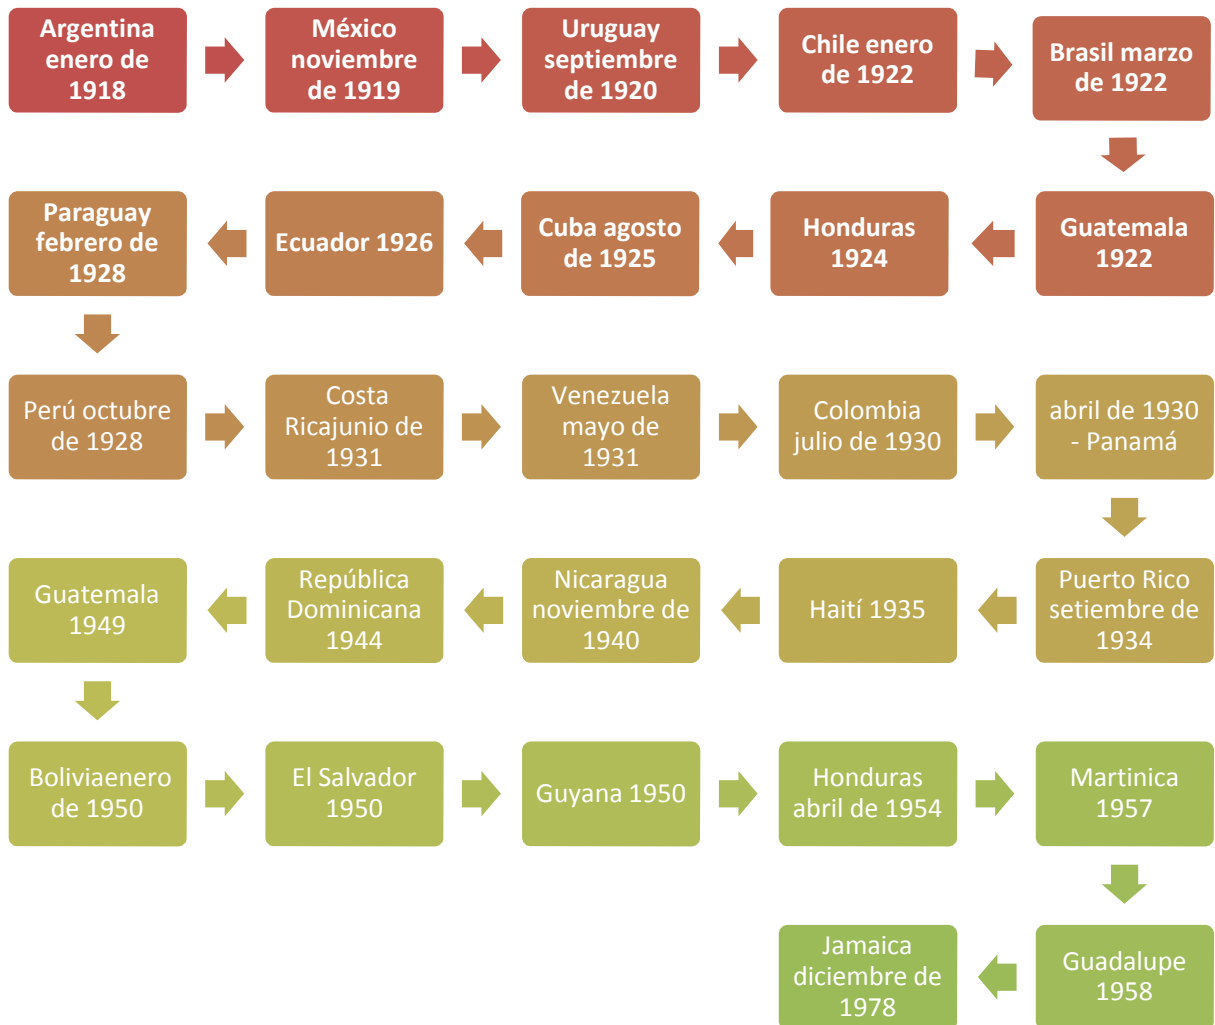 Argentina
enero de
1918
México
noviembre
de 1919
Uruguay
septiembre
de 1920
Chile enero
de 1922
Brasil marzo
de 1922
Guatemala
1922
Honduras
1924
Cuba agosto
de 1925
Ecuador 1926
Paraguay
febrero de
1928
Perú octubre
de 1928
Costa
Ricajunio de
1931
Venezuela
mayo de
1931
Colombia
julio de 1930
abril de 1930
- Panamá
Puerto Rico
setiembre de
1934
Haití 1935
Nicaragua
noviembre de
1940
República
Dominicana
1944
Guatemala
1949
Boliviaenero
de 1950
El Salvador
1950
Guyana 1950
Honduras
abril de 1954
Martinica
1957
Guadalupe
1958
Jamaica
diciembre de
1978